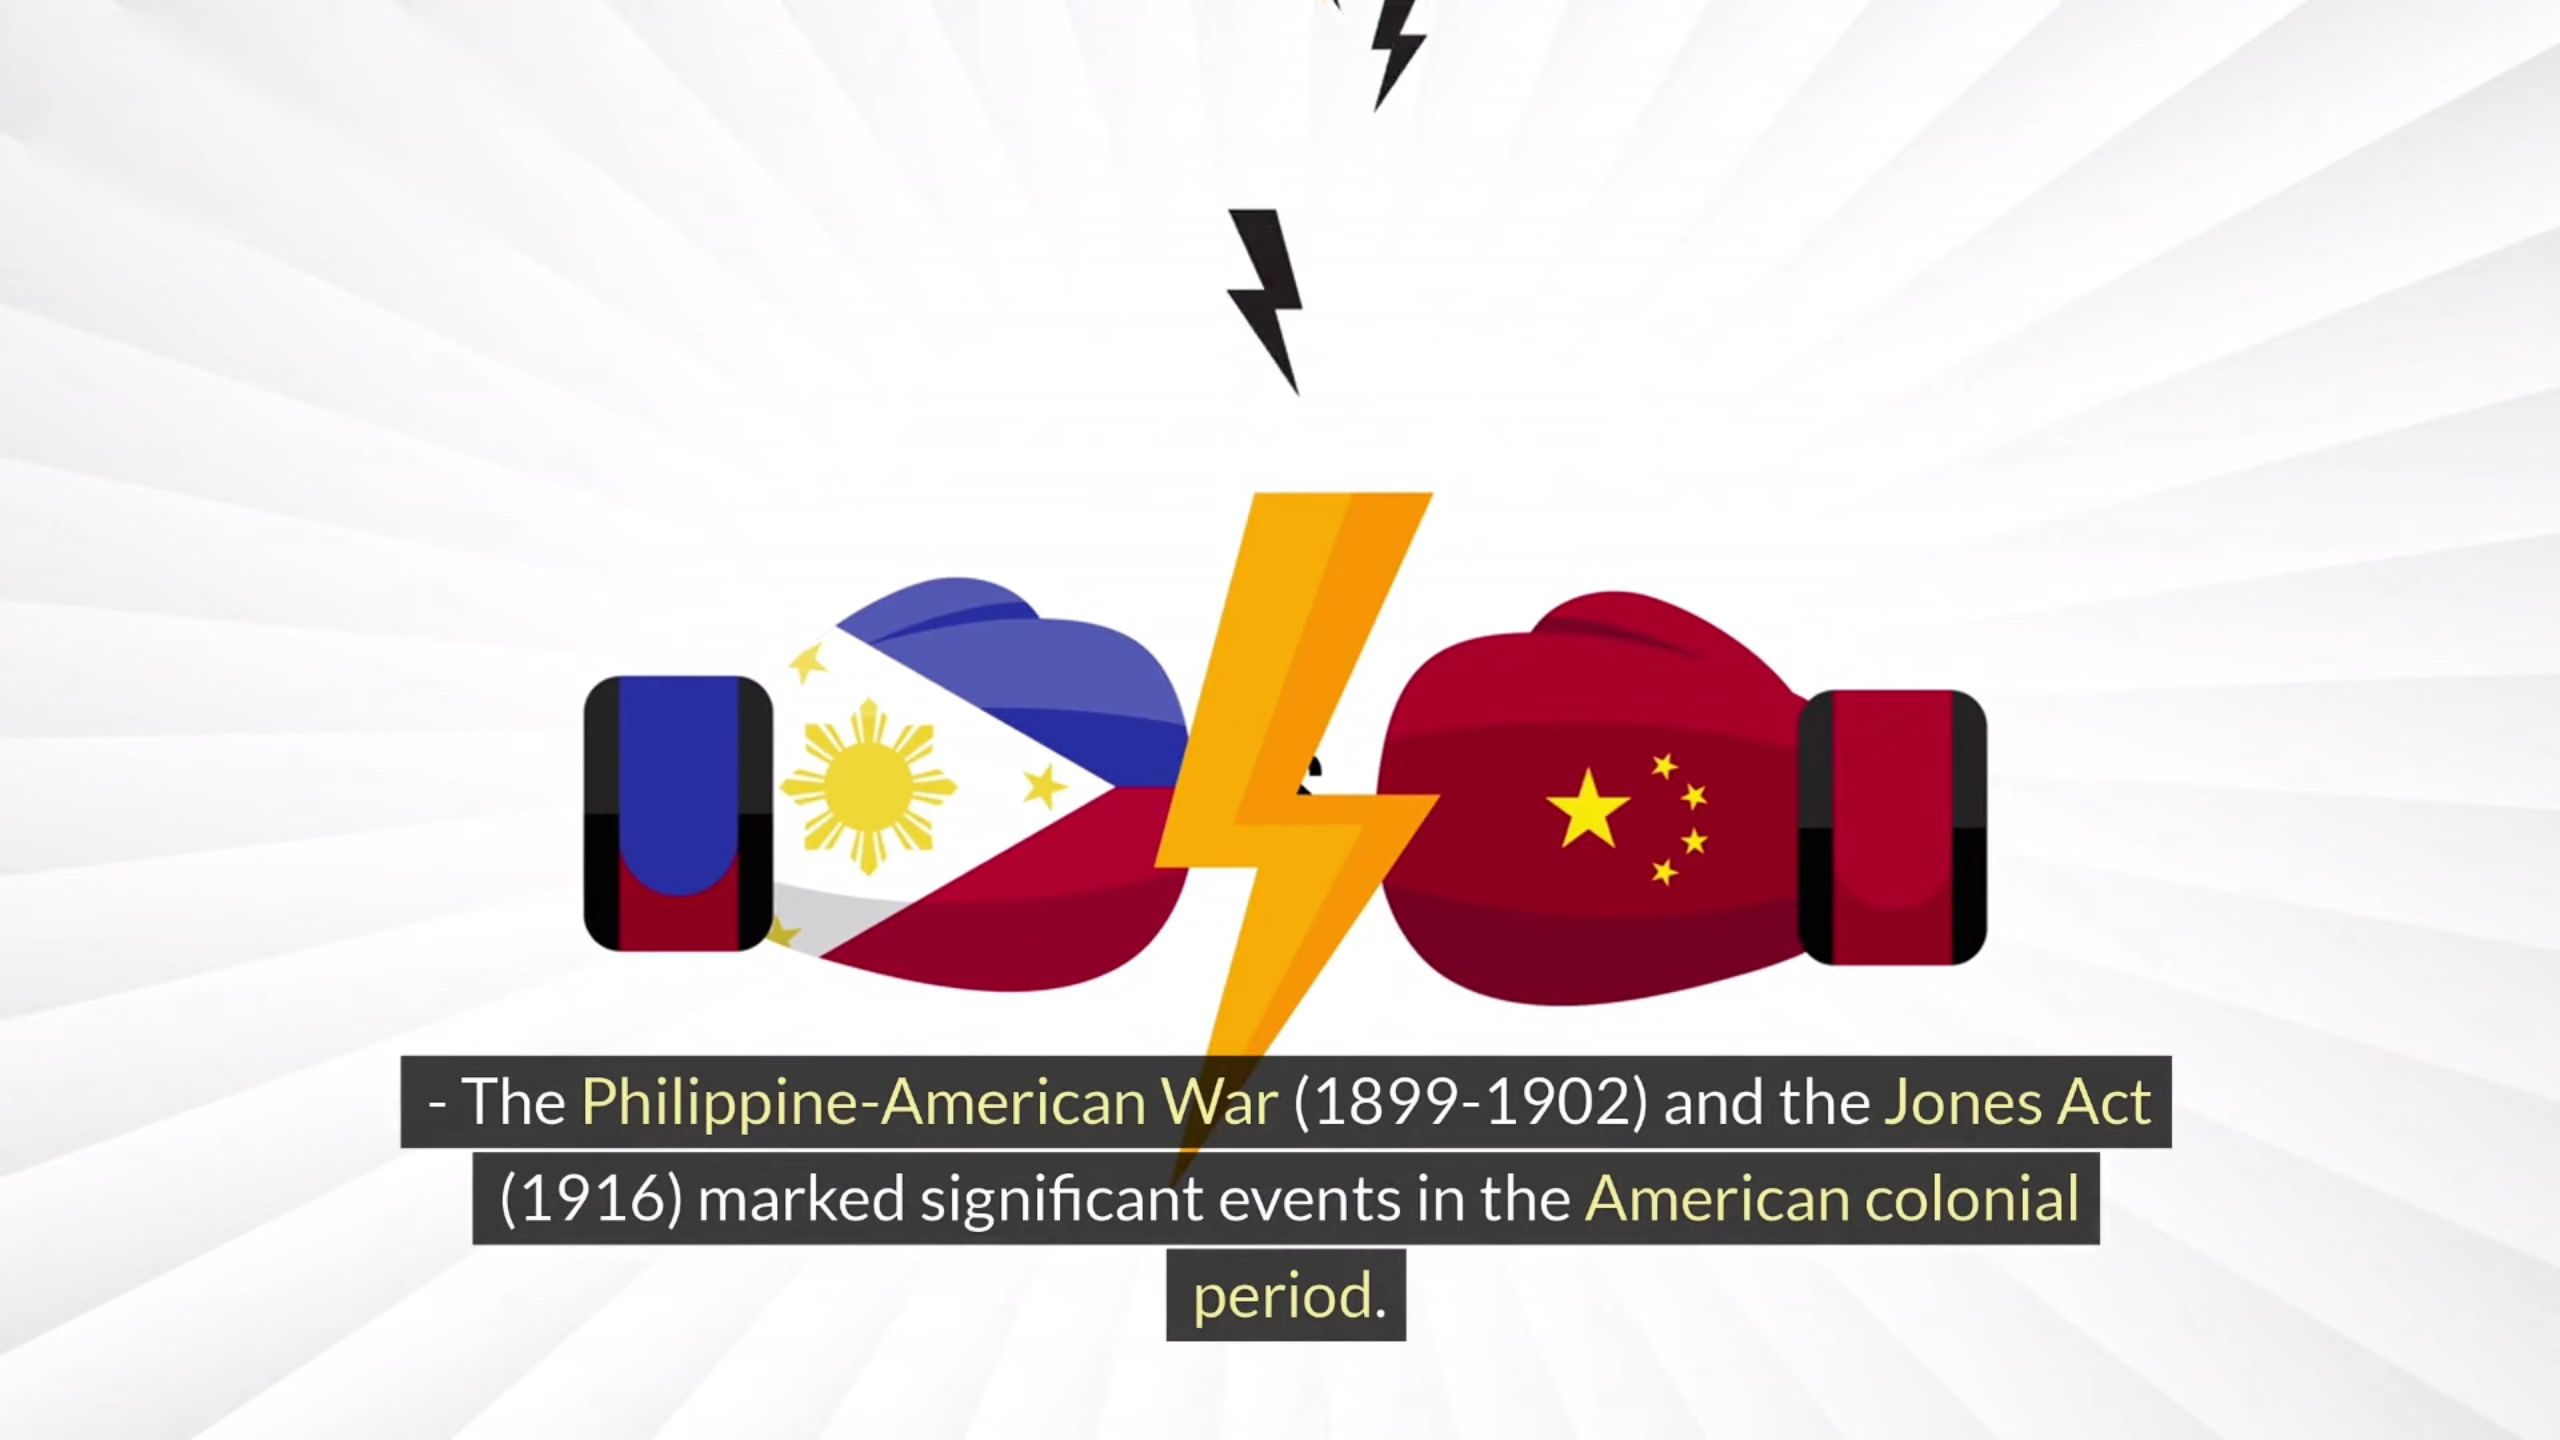 - The Philippine-American War (1899-1902) and the Jones Act
(1916) marked significant events in the American colonial
period.